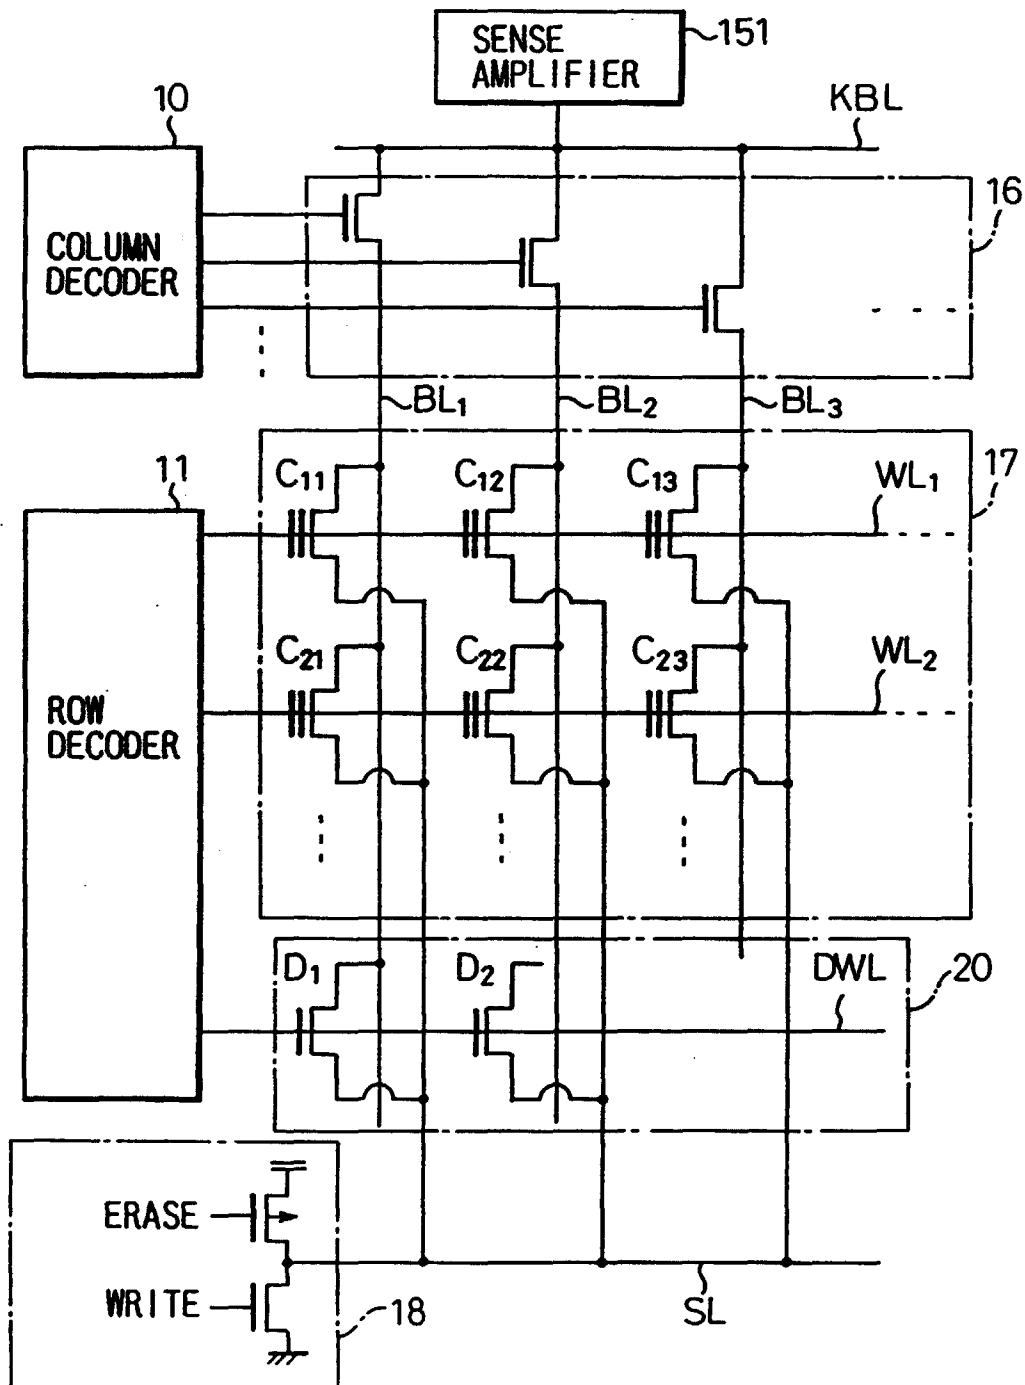 SENSE
AMPLIFIER
151
10
KBL
COLUMN
DECODER
16
BL1
BL2
BL3
11
C11
C12
C13
WL1
17
ROW
DECODER
C21
C22
C23
WL2
D1
D2
DWL
20
ERASE
WRITE
18
SL